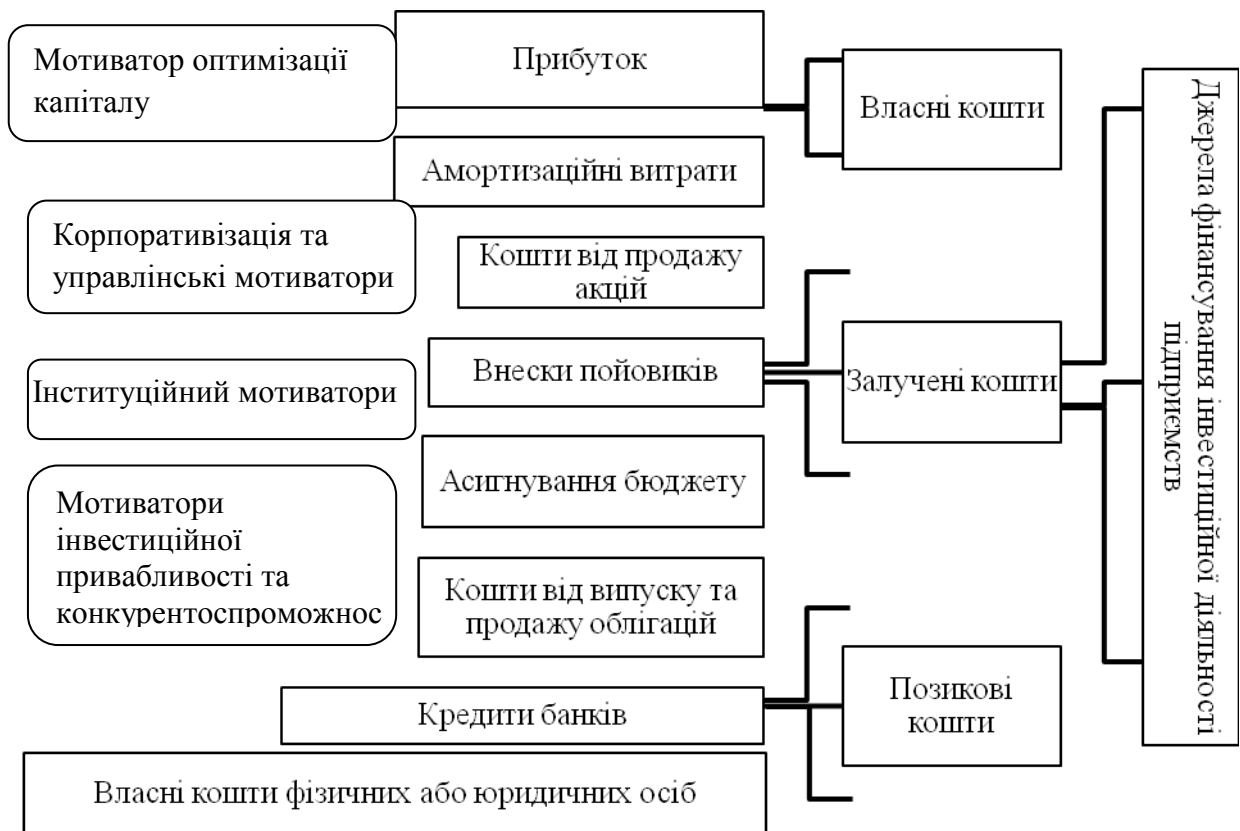 Мотиватор оптимізації
капіталу
Корпоративізація та
управлінські мотиватори
Інституційний мотиватори
Мотиватори
інвестиційної
привабливості та
конкурентоспроможнос
Прибуток
Амортизаційні витрати
Кошти від продажу
акцій
Внески пойовиків
Асигнування бюджету
Кошти від випуску та
продажу облігацій
Кредити банків
Власні кошти фізичних або юридичних осіб
Власні кошти
Залучені кошти
Позикові
кошти
Джерела фінансування інвестиційної діяльності
підприємств